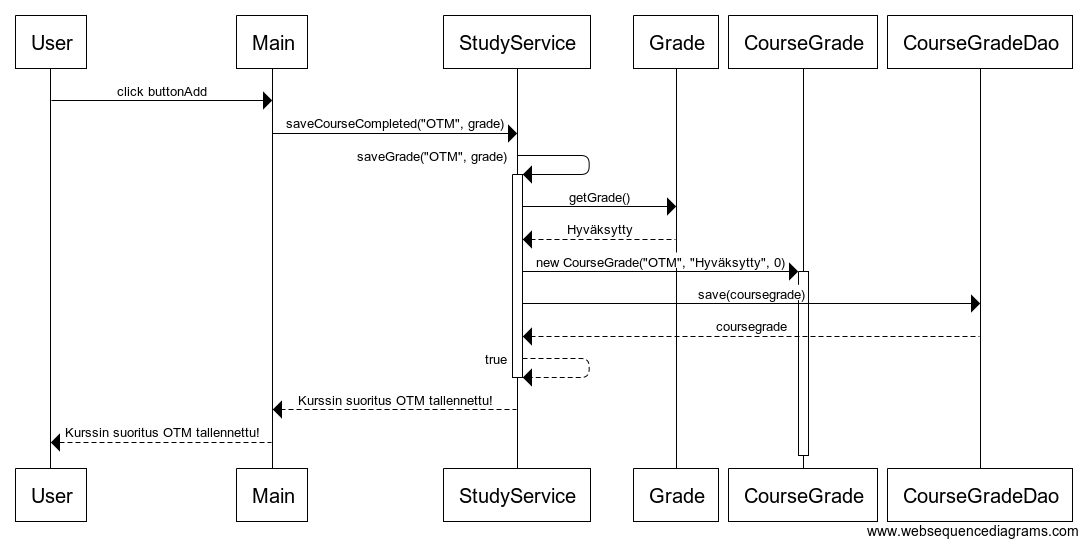 User
Main
StudyService
Grade
CourseGrade
CourseGradeDao
click buttonAdd
saveCourseCompleted("OTM", grade)
saveGrade("OTM", grade)
getGrade()
Hyväksytty
new CourseGrade("OTM", "Hyväksytty", 0)
save(coursegrade)
coursegrade
true
Kurssin suoritus OTM tallennettu!
Kurssin suoritus OTM tallennettu!
User
Main
StudyService
Grade
CourseGrade
CourseGradeDao
www.websequencediagrams.com